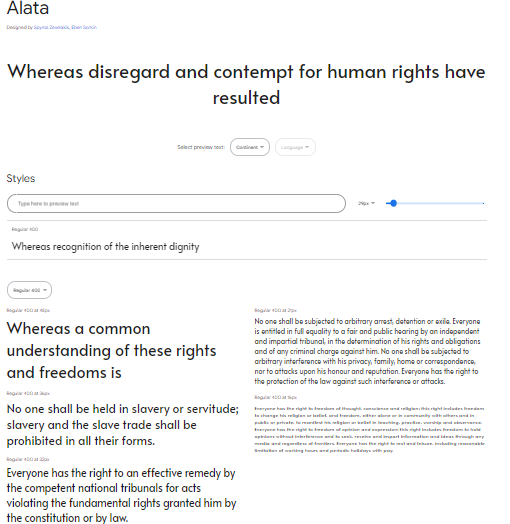 Alata
Designed by Spyros Zevelakis, Eben Sorkin
Whereas disregard and contempt for human rights have
resulted
Select preview text:
Continent
Language
Styles
Type here to preview text
Regular 400
Whereas recognition of the inherent dignity
Regular 400
Whereas a common
understanding of these rights
and freedoms is
Regular 400 at 36px
No one shall be held in slavery or servitude;
slavery and the slave trade shall be
prohibited in all their forms.
Regular 400 at 32px
Everyone has the right to an effective remedy by
the competent national tribunals for acts
violating the fundamental rights granted him by
the constitution or by law.
Regular 400 at 21px
No one shall be subjected to arbitrary arrest, detention or exile. Everyone
is entitled in full equality to a fair and public hearing by an independent
and impartial tribunal, in the determination of his rights and obligations
and of any criminal charge against him. No one shall be subjected to
arbitrary interference with his privacy, family, home or correspondence,
nor to attacks upon his honour and reputation. Everyone has the right to
the protection of the law against such interference or attacks.
Regular 400 at 16px
Everyone has the right to freedom of thought, conscience and religion; this right includes freedom
to change his religion or belief, and freedom, either alone or in community with others and in
public or private, to manifest his religion or belief in teaching, practice, worship and observance.
Everyone has the right to freedom of opinion and expression; this right includes freedom to hold
opinions without interference and to seek, receive and impart information and ideas through any
media and regardless of frontiers. Everyone has the right to rest and leisure, including reasonable
limitation of working hours and periodic holidays with pay.